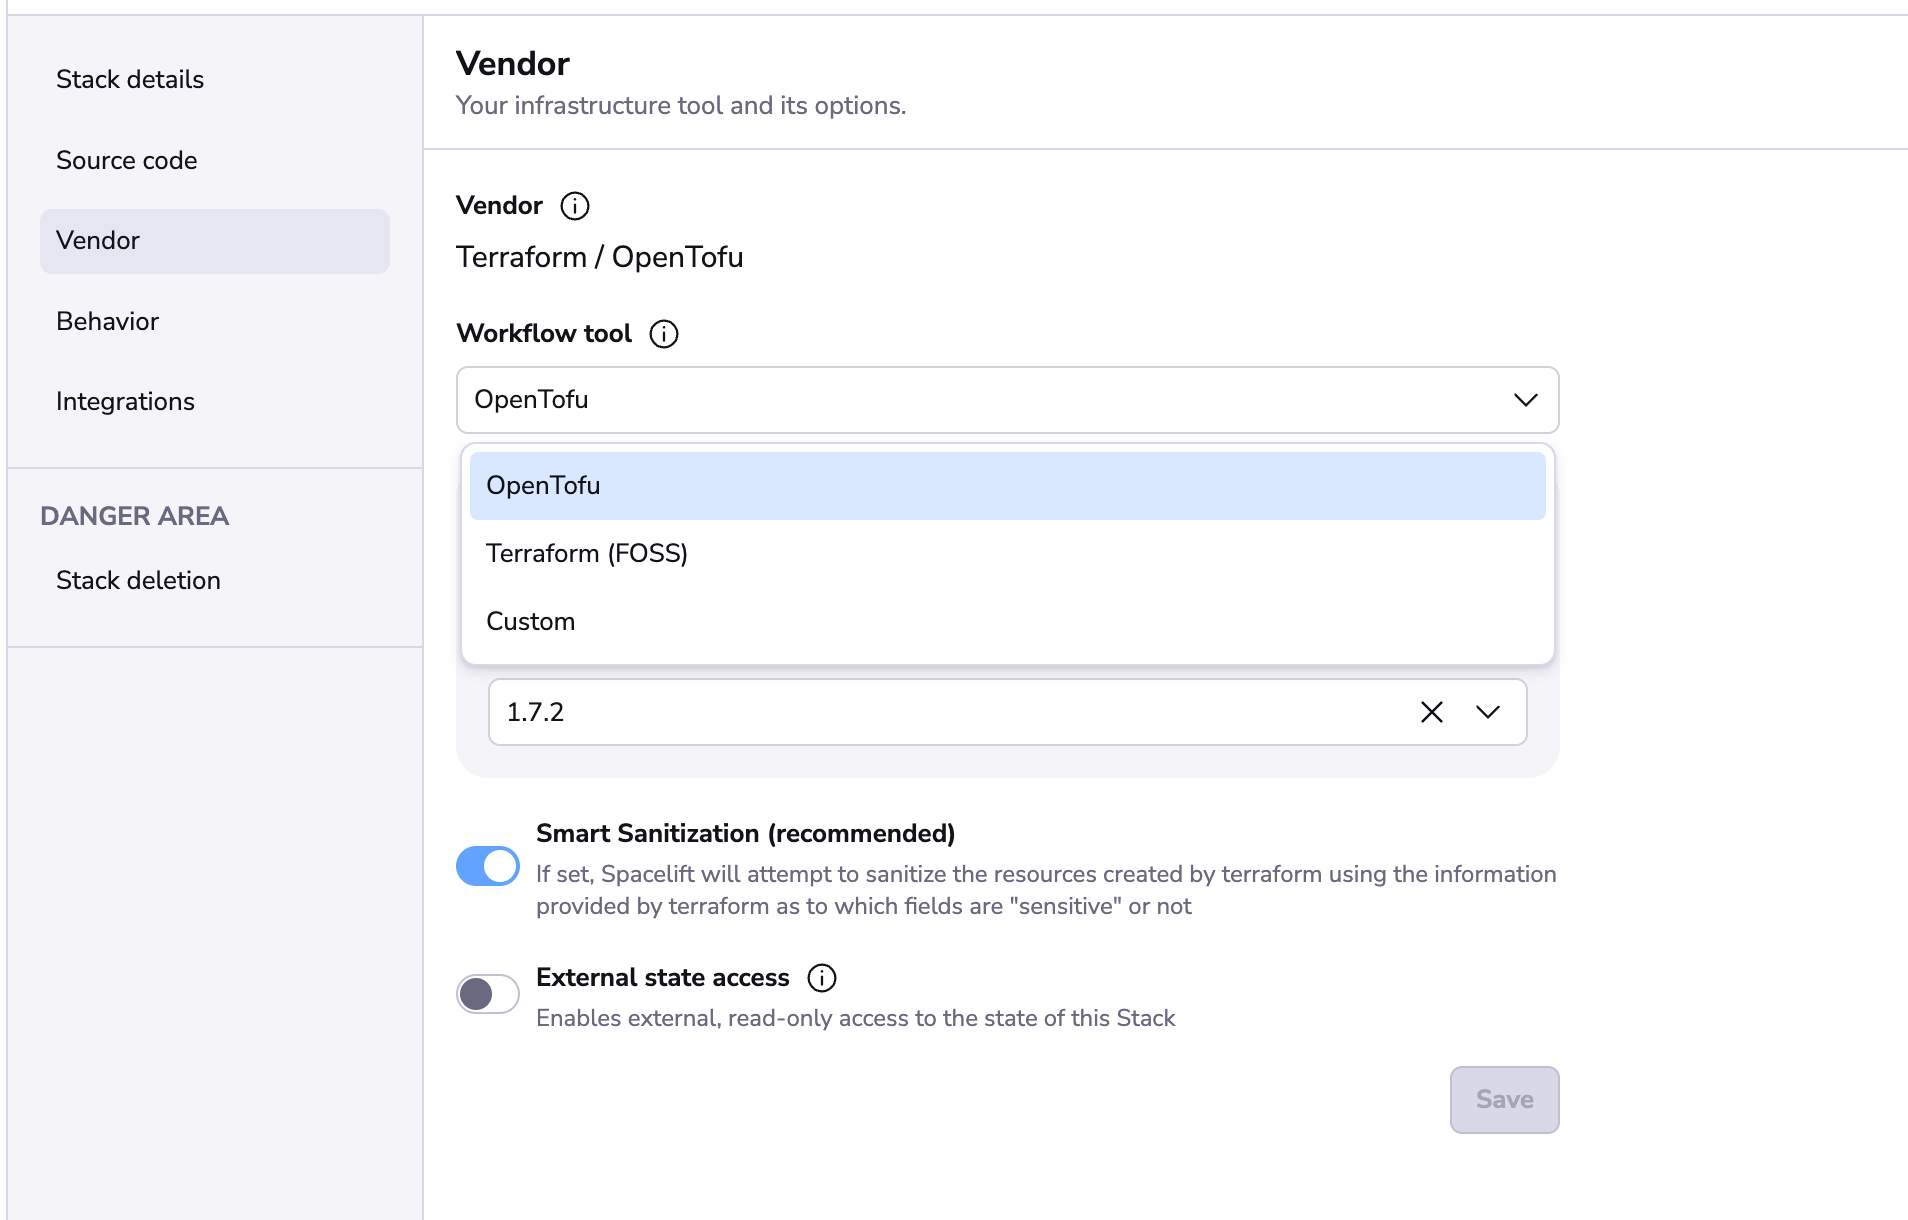 Stack details
Source code
Vendor
Behavior
Integrations
DANGER AREA
Stack deletion
Vendor
Your infrastructure tool and its options.
Vendor
Terraform / OpenTofu
Workflow tool
OpenTofu
OpenTofu
Terraform (FOSS)
Custom
1.7.2
Smart Sanitization (recommended)
If set, Spacelift will attempt to sanitize the resources created by terraform using the information
provided by terraform as to which fields are "sensitive" or not
External state access
Enables external, read-only access to the state of this Stack
Save